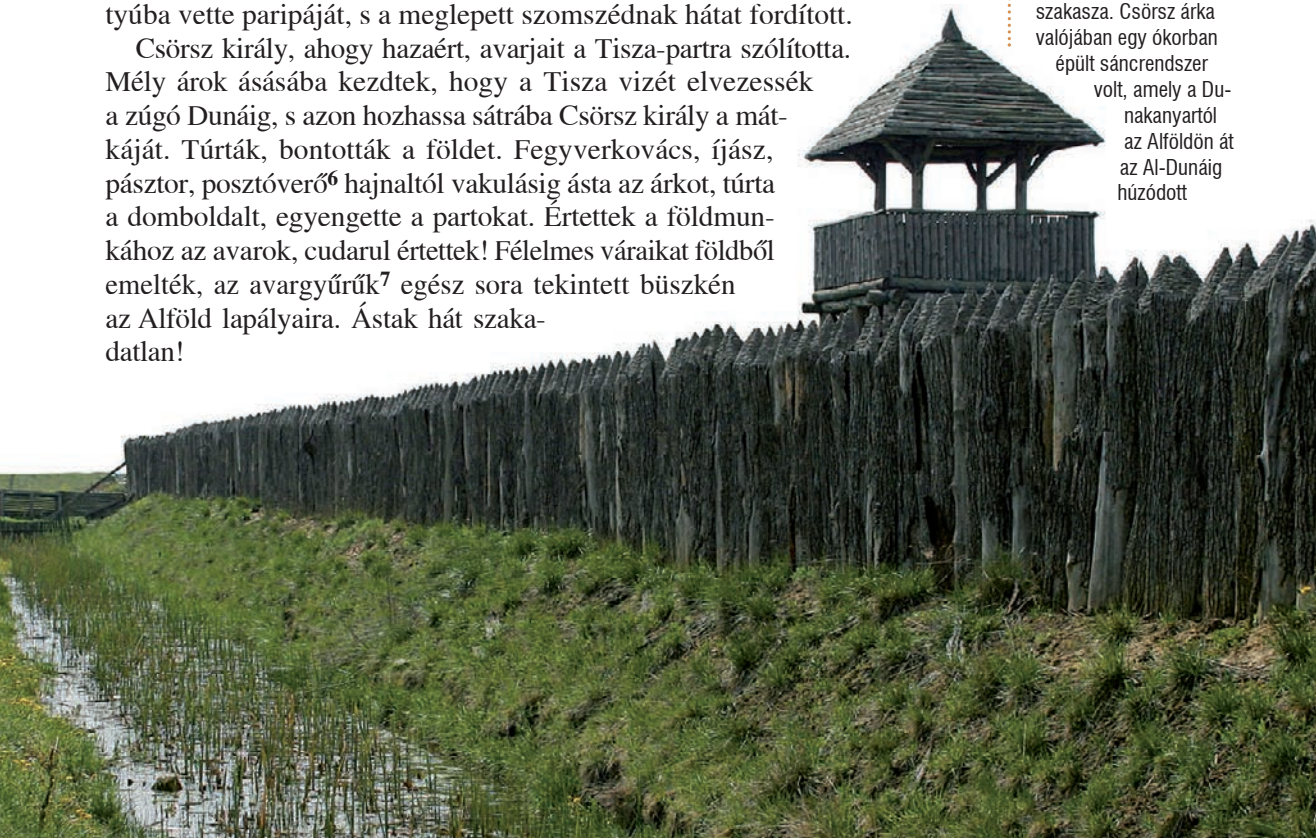 tyúba vette paripáját, s a meglepett szomszédnak hátat fordított.
Csörsz király, ahogy hazaért, avarjait a Tisza-partra szólította.
Mély árok ásásába kezdtek, hogy a Tisza vizét elvezessék
a zúgó Dunáig, s azon hozhassa sátrába Csörsz király a mát-
káját. Túrták, bontották a földet. Fegyverkovács, íjász,
pásztor, posztóverő⁶ hajnaltól vakulásig ásta az árkot, túrta
a domboldalt, egyengette a partokat. Értettek a földmun-
kához az avarok, cudarul értettek! Félelmes váraikat földből
emelték, az avargyűrűk⁷ egész sora tekintett büszkén
az Alföld lapályaira. Ástak hát szaka-
datlan!
szakasza. Csörsz árka
valójában egy ókorban
épült sáncrendszer
volt, amely a Du-
nakanyartól
az Alföldön át
az Al-Dunáig
húzódott